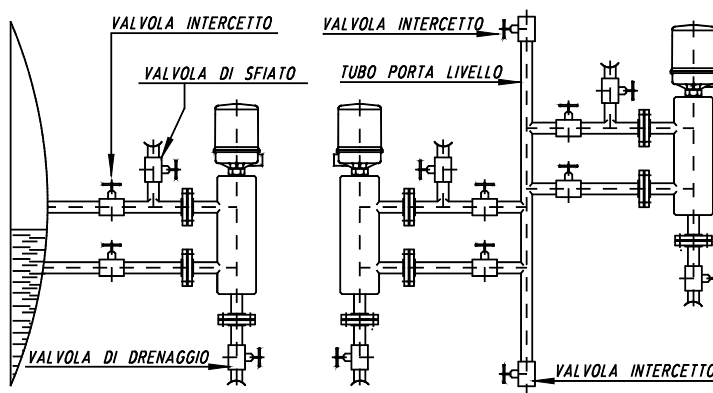 VALVOLA INTERCETTO
VALVOLA INTERCETTO
VALVOLA DI SFIATO
TUBO PORTA LIVELLO
VALVOLA DI DRENAGGIO
VALVOLA INTERCETTO